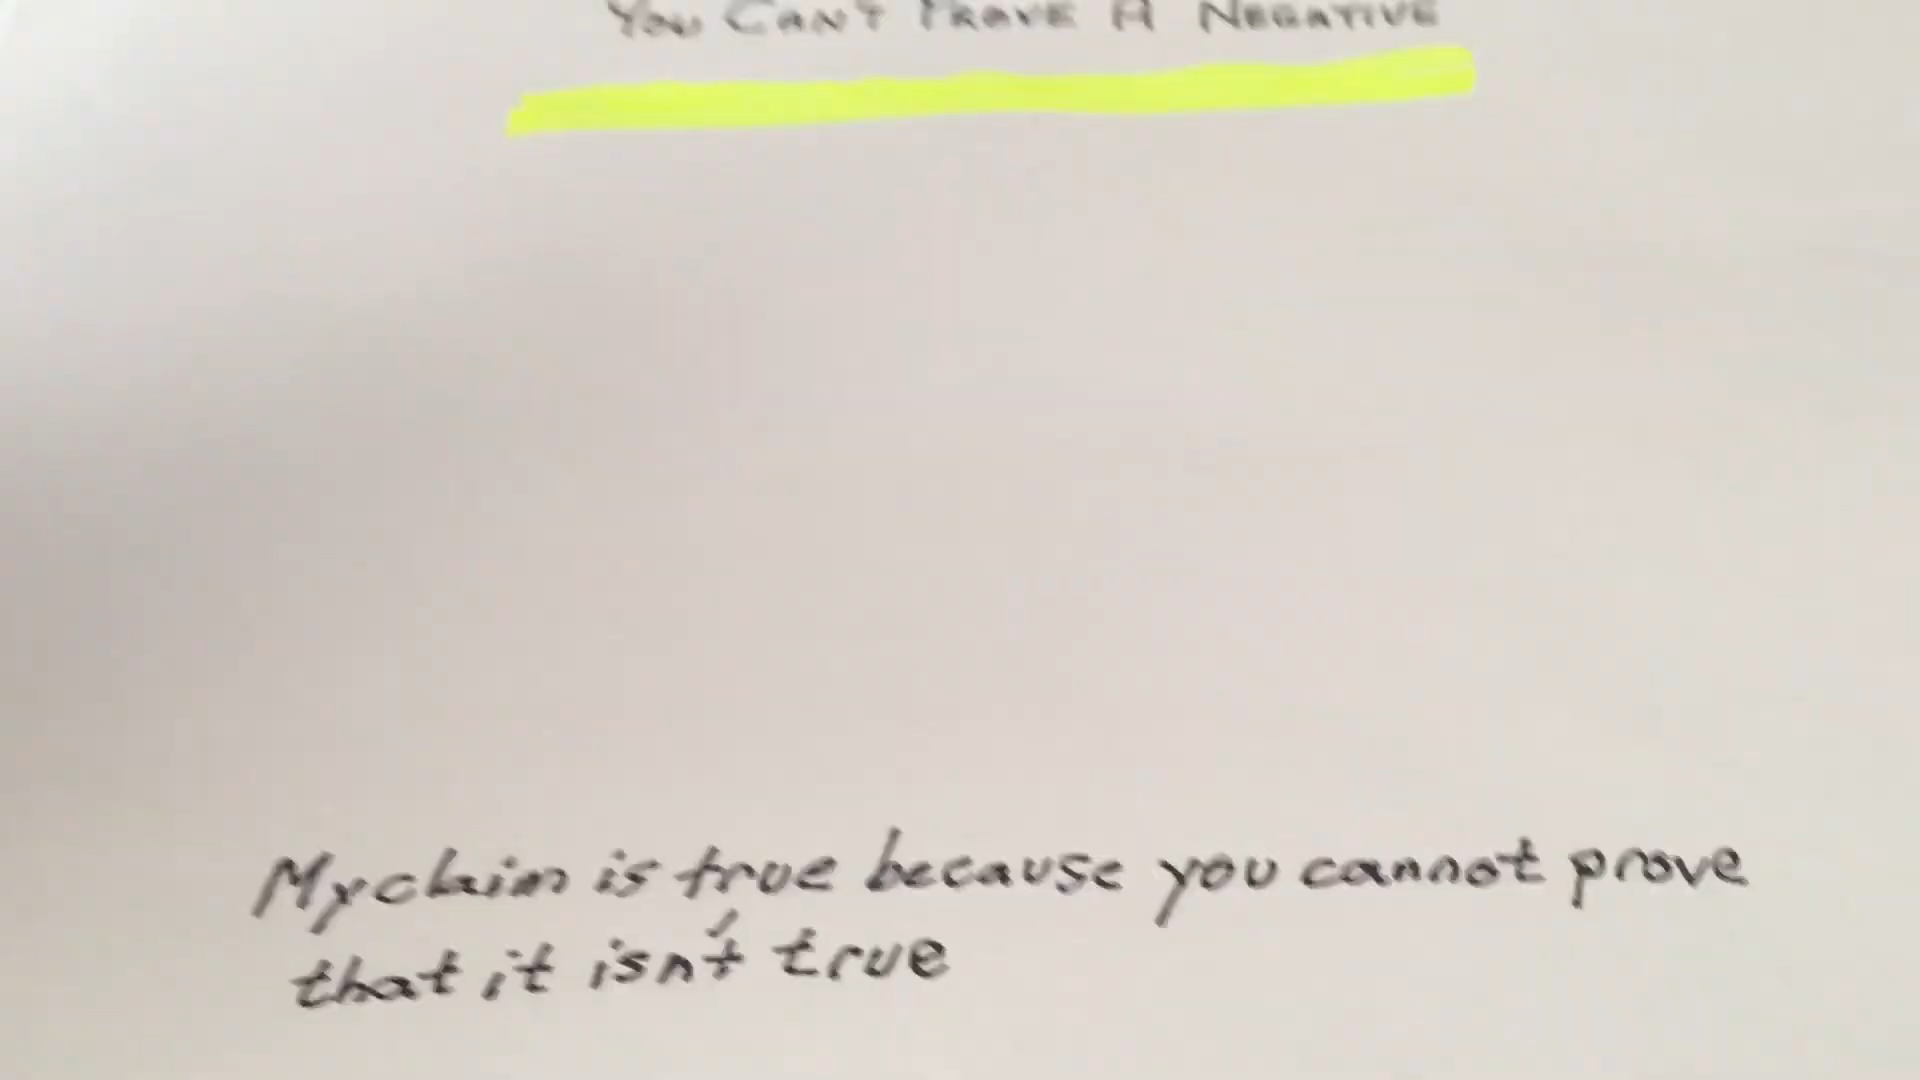 You Can't Prove A Negative
My claim is true because you cannot prove
that it isn't true